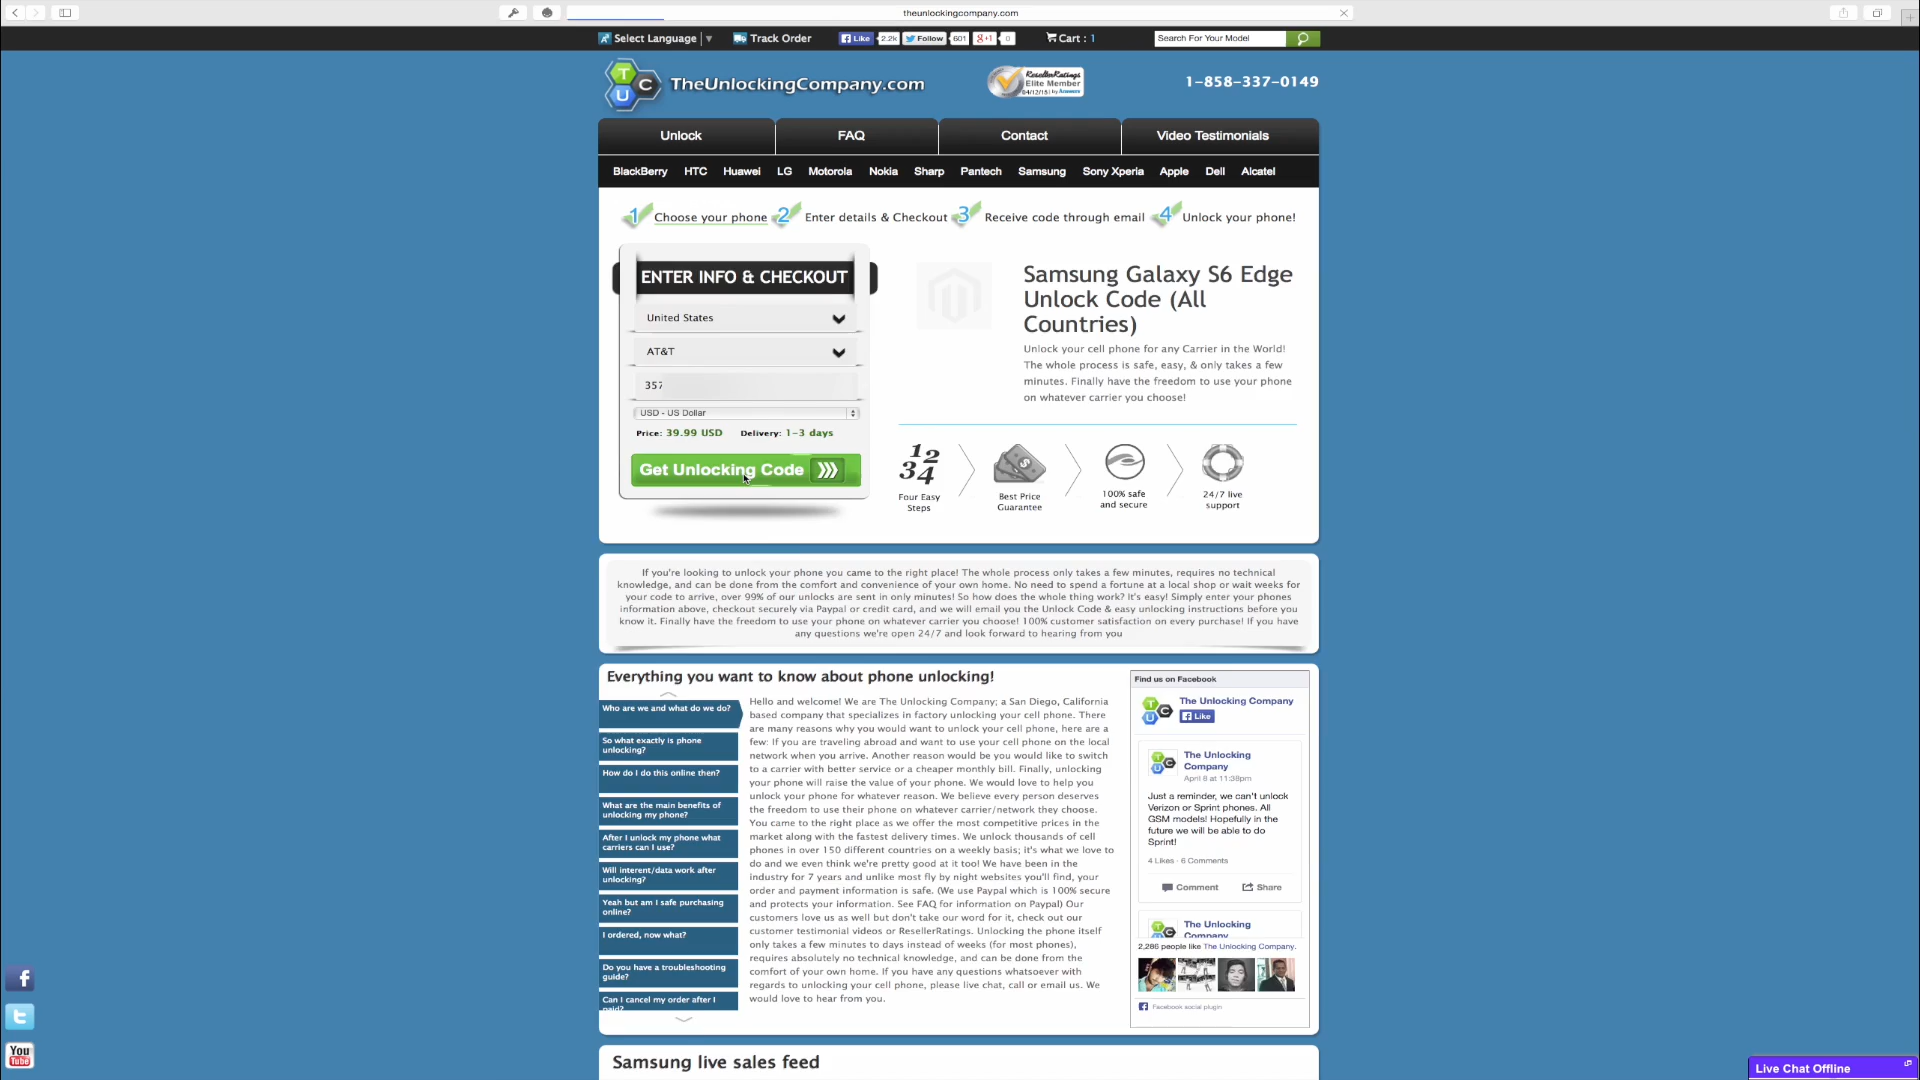 theunlockingcompany.com
Select Language
Track Order
Like 2.2k
Follow 601
g+1 0
Cart : 1
Search For Your Model
T
U
C
TheUnlockingCompany.com
ResellerRatings
Elite Member
04/12/15 by Answers
1-858-337-0149
Unlock
FAQ
Contact
Video Testimonials
BlackBerry HTC Huawei LG Motorola Nokia Sharp Pantech Samsung Sony Xperia Apple Dell Alcatel
1 Choose your phone 2 Enter details & Checkout 3 Receive code through email 4 Unlock your phone!
ENTER INFO & CHECKOUT
United States
AT&T
357
USD - US Dollar
Price: 39.99 USD Delivery: 1-3 days
Get Unlocking Code
Samsung Galaxy S6 Edge
Unlock Code (All
Countries)
Unlock your cell phone for any Carrier in the World!
The whole process is safe, easy, & only takes a few
minutes. Finally have the freedom to use your phone
on whatever carrier you choose!
12
34
Four Easy
Steps
Best Price
Guarantee
100% safe
and secure
24/7 live
support
If you're looking to unlock your phone you came to the right place! The whole process only takes a few minutes, requires no technical
knowledge, and can be done from the comfort and convenience of your own home. No need to spend a fortune at a local shop or wait weeks for
your code to arrive, over 99% of our unlocks are sent in only minutes! So how does the whole thing work? It's easy! Simply enter your phones
information above, checkout securely via Paypal or credit card, and we will email you the Unlock Code & easy unlocking instructions before you
know it. Finally have the freedom to use your phone on whatever carrier you choose! 100% customer satisfaction on every purchase! If you have
any questions we're open 24/7 and look forward to hearing from you
Everything you want to know about phone unlocking!
Who are we and what do we do?
So what exactly is phone
unlocking?
How do I do this online then?
What are the main benefits of
unlocking my phone?
After I unlock my phone what
carriers can I use?
Will interent/data work after
unlocking?
Yeah but am I safe purchasing
online?
I ordered, now what?
Do you have a troubleshooting
guide?
Can I cancel my order after I
paid?
Hello and welcome! We are The Unlocking Company; a San Diego, California
based company that specializes in factory unlocking your cell phone. There
are many reasons why you would want to unlock your cell phone, here are a
few: If you are traveling abroad and want to use your cell phone on the local
network when you arrive. Another reason would be you would like to switch
to a carrier with better service or a cheaper monthly bill. Finally, unlocking
your phone will raise the value of your phone. We would love to help you
unlock your phone for whatever reason. We believe every person deserves
the freedom to use their phone on whatever carrier/network they choose.
You came to the right place as we offer the most competitive prices in the
market along with the fastest delivery times. We unlock thousands of cell
phones in over 150 different countries on a weekly basis; it's what we love to
do and we even think we're pretty good at it too! We have been in the
industry for 7 years and unlike most fly by night websites you'll find, your
order and payment information is safe. (We use Paypal which is 100% secure
and protects your information. See FAQ for information on Paypal) Our
customers love us as well but don't take our word for it, check out our
customer testimonial videos or ResellerRatings. Unlocking the phone itself
only takes a few minutes to days instead of weeks (for most phones),
requires absolutely no technical knowledge, and can be done from the
comfort of your own home. If you have any questions whatsoever with
regards to unlocking your cell phone, please live chat, call or email us. We
would love to hear from you.
Find us on Facebook
The Unlocking Company
Like
The Unlocking
Company
April 8 at 11:38pm
Just a reminder, we can't unlock
Verizon or Sprint phones. All
GSM models! Hopefully in the
future we will be able to do
Sprint!
4 Likes · 6 Comments
Comment Share
The Unlocking
Company
2,286 people like The Unlocking Company.
Facebook social plugin
Samsung live sales feed
You
Tube
Live Chat Offline